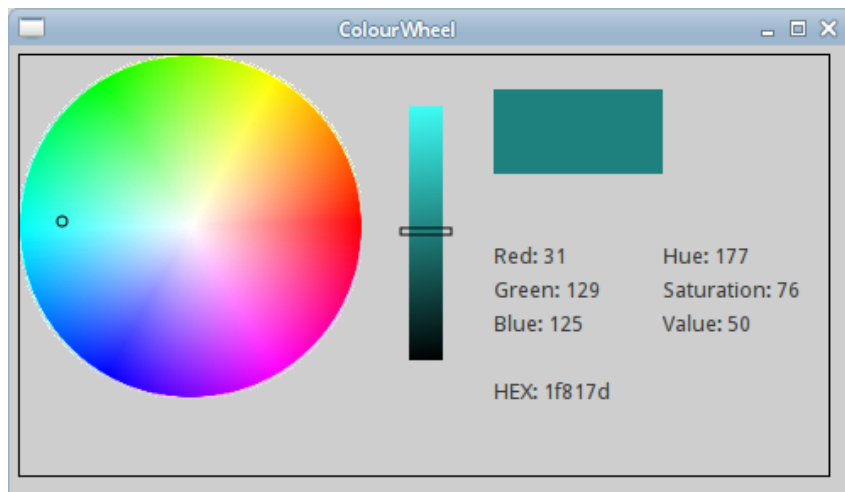 ColourWheel
Red: 31 Hue: 177
Green: 129 Saturation: 76
Blue: 125 Value: 50
HEX: 1f817d